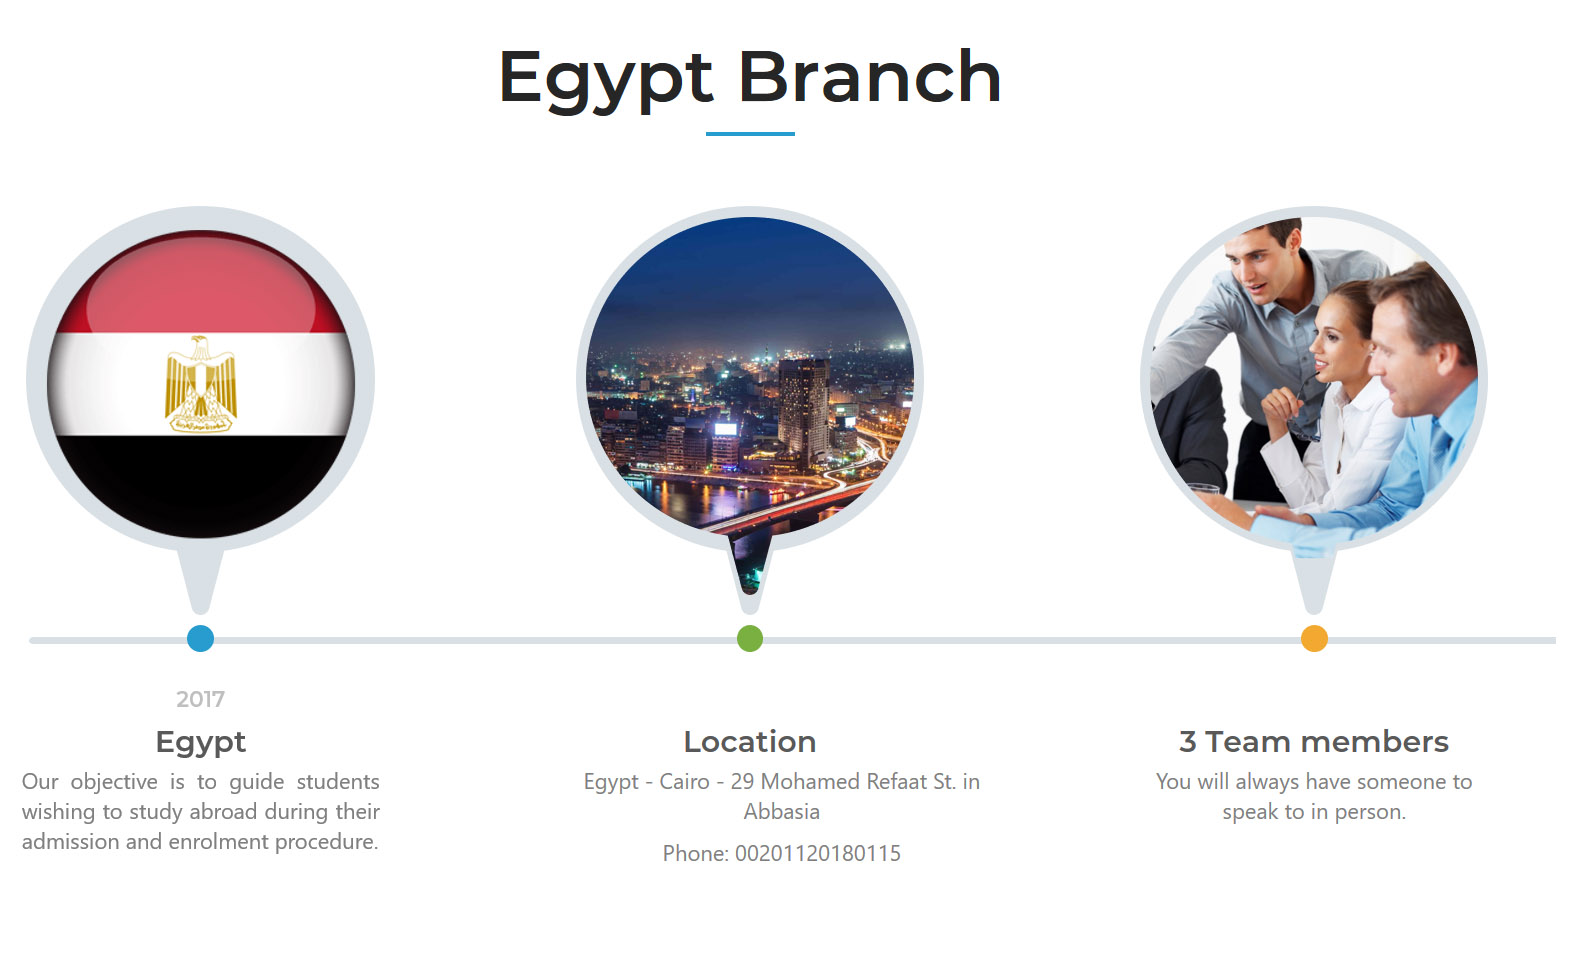 Egypt Branch
2017
Egypt
Our objective is to guide students
wishing to study abroad during their
admission and enrolment procedure.
Location
Egypt - Cairo - 29 Mohamed Refaat St. in
Abbasia
Phone: 00201120180115
3 Team members
You will always have someone to
speak to in person.